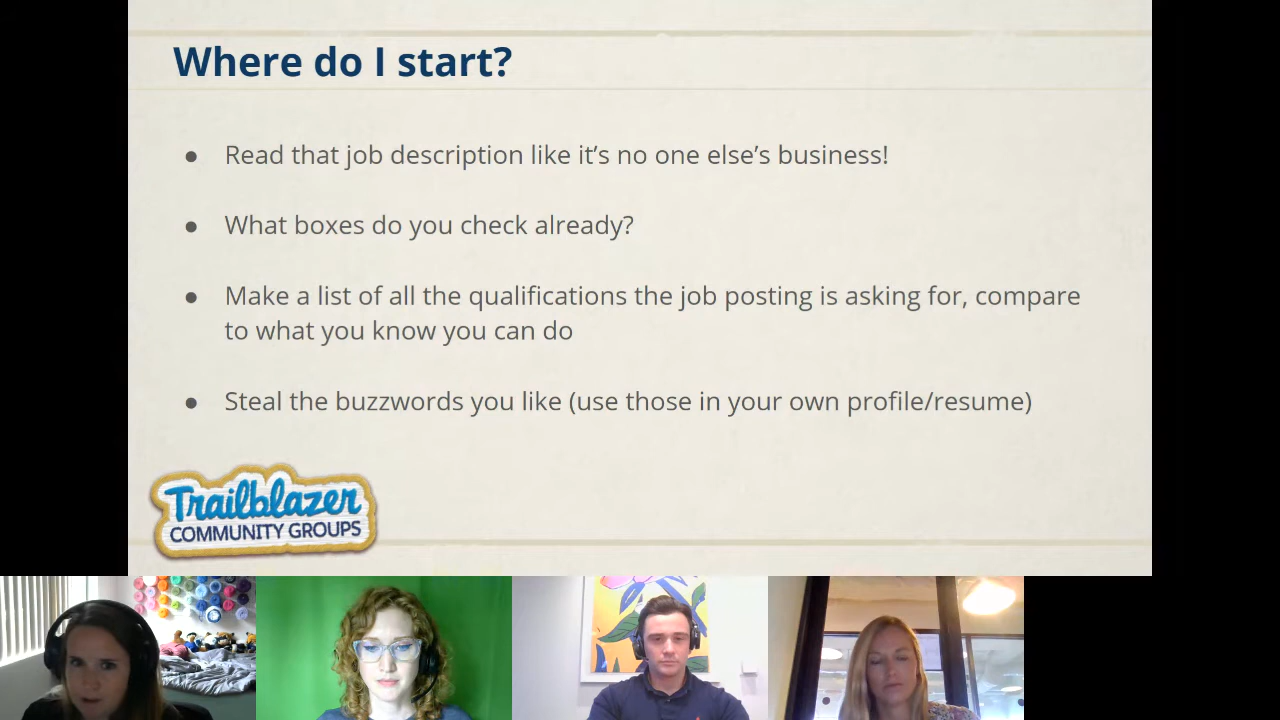 Where do I start?
● Read that job description like it’s no one else’s business!
● What boxes do you check already?
● Make a list of all the qualifications the job posting is asking for, compare
to what you know you can do
● Steal the buzzwords you like (use those in your own profile/resume)
Trailblazer
COMMUNITY GROUPS